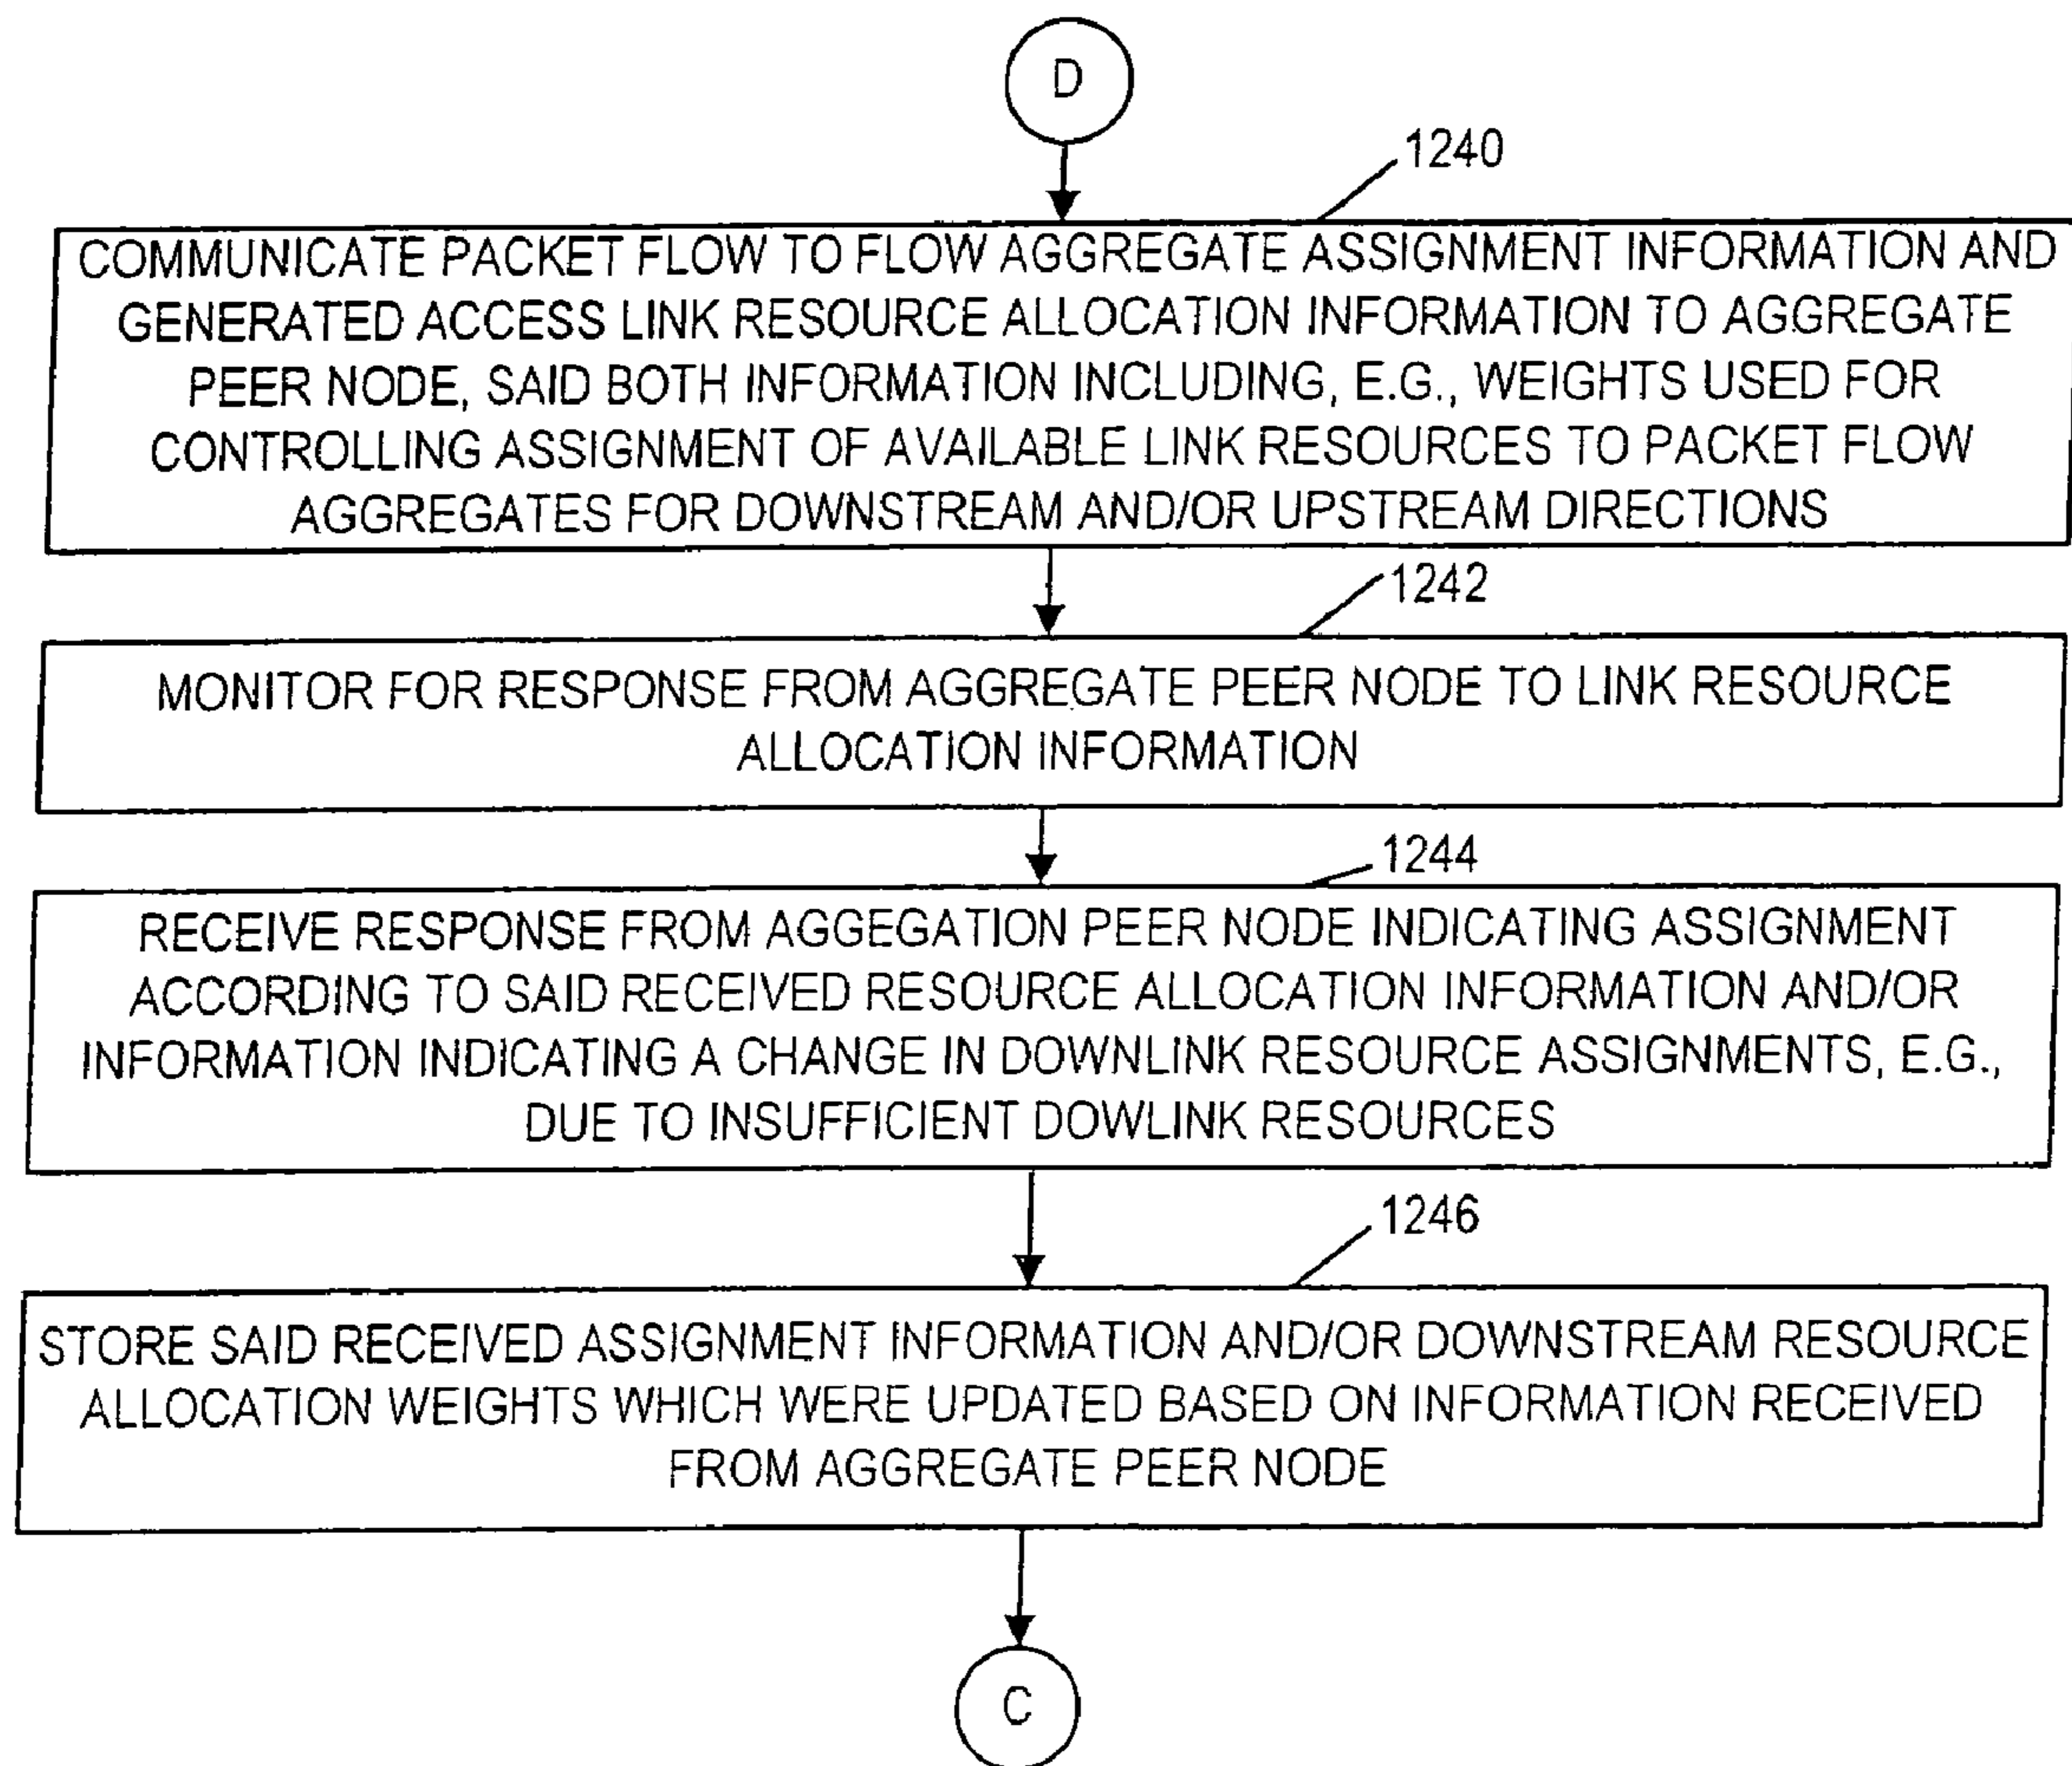 D
1240
COMMUNICATE PACKET FLOW TO FLOW AGGREGATE ASSIGNMENT INFORMATION AND
GENERATED ACCESS LINK RESOURCE ALLOCATION INFORMATION TO AGGREGATE
PEER NODE, SAID BOTH INFORMATION INCLUDING, E.G., WEIGHTS USED FOR
CONTROLLING ASSIGNMENT OF AVAILABLE LINK RESOURCES TO PACKET FLOW
AGGREGATES FOR DOWNSTREAM AND/OR UPSTREAM DIRECTIONS
1242
MONITOR FOR RESPONSE FROM AGGREGATE PEER NODE TO LINK RESOURCE
ALLOCATION INFORMATION
1244
RECEIVE RESPONSE FROM AGGEGATION PEER NODE INDICATING ASSIGNMENT
ACCORDING TO SAID RECEIVED RESOURCE ALLOCATION INFORMATION AND/OR
INFORMATION INDICATING A CHANGE IN DOWNLINK RESOURCE ASSIGNMENTS, E.G.,
DUE TO INSUFFICIENT DOWLINK RESOURCES
1246
STORE SAID RECEIVED ASSIGNMENT INFORMATION AND/OR DOWNSTREAM RESOURCE
ALLOCATION WEIGHTS WHICH WERE UPDATED BASED ON INFORMATION RECEIVED
FROM AGGREGATE PEER NODE
C